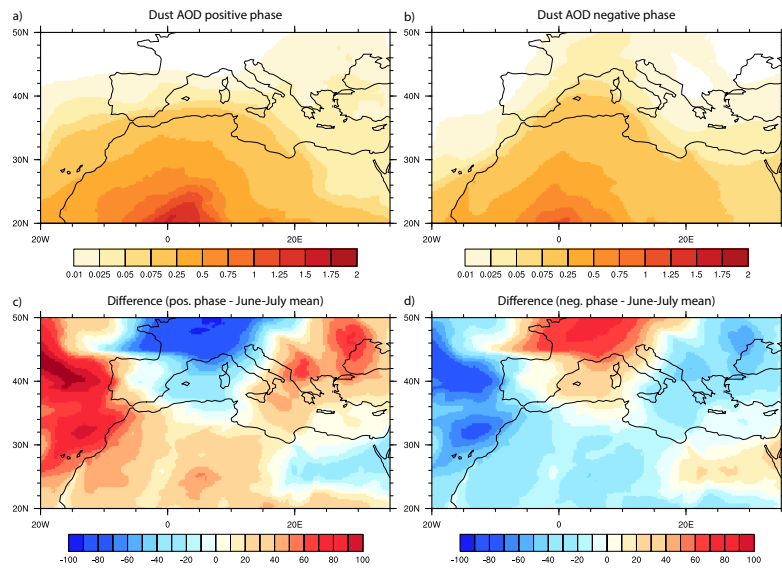 a) Dust AOD positive phase
50N
40N
30N
20N
20W 0 20E
0.01 0.025 0.05 0.075 0.25 0.5 0.75 1 1.25 1.5 1.75 2
b) Dust AOD negative phase
50N
40N
30N
20N
20W 0 20E
0.01 0.025 0.05 0.075 0.25 0.5 0.75 1 1.25 1.5 1.75 2
c) Difference (pos. phase - June-July mean)
50N
40N
30N
20N
20W 0 20E
-100 -80 -60 -40 -20 0 20 40 60 80 100
d) Difference (neg. phase - June-July mean)
50N
40N
30N
20N
20W 0 20E
-100 -80 -60 -40 -20 0 20 40 60 80 100